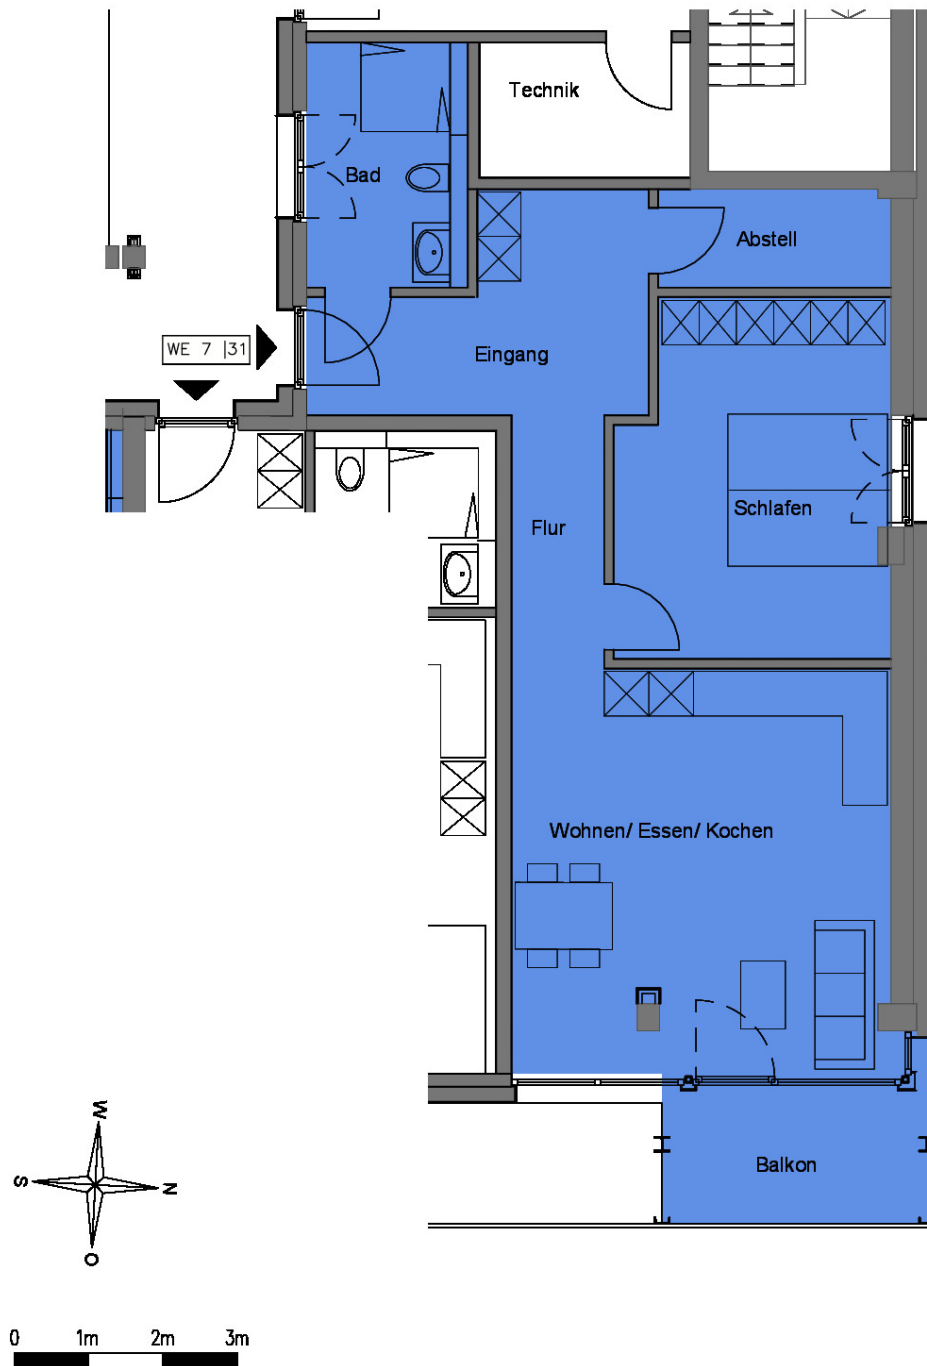 Technik
Bad
Abstell
WE 7 |31
Eingang
Schlafen
Flur
Wohnen/ Essen/ Kochen
Balkon
W
S
N
O
0 1m 2m 3m